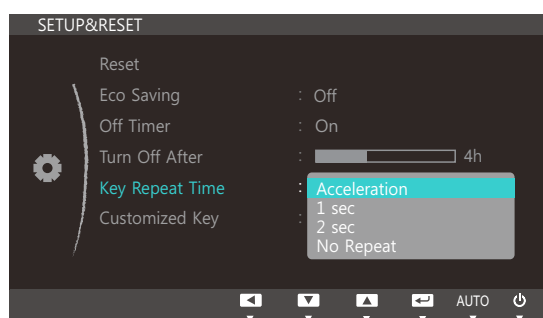 SETUP&RESET
Reset
Eco Saving : Off
Off Timer : On
Turn Off After : 4h
Key Repeat Time : Acceleration
1 sec
Customized Key : 2 sec
No Repeat
AUTO